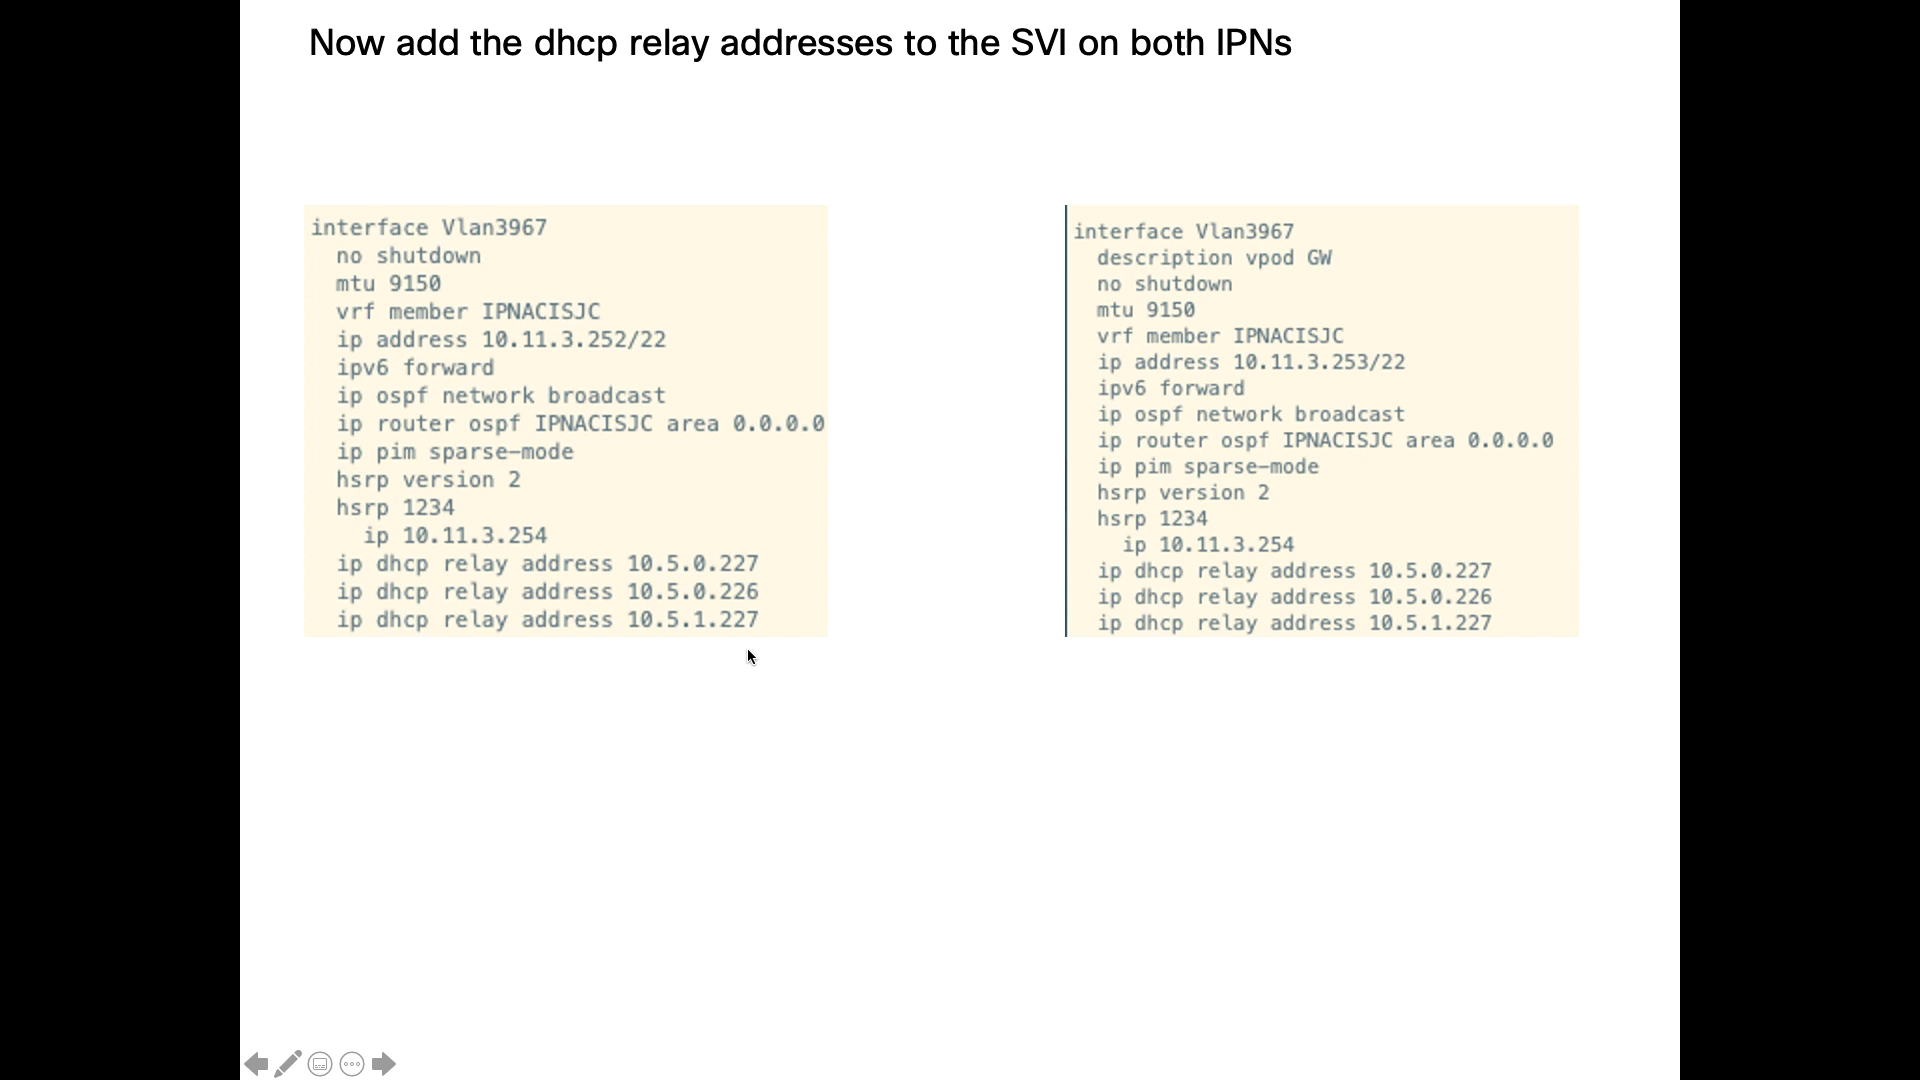 Now add the dhcp relay addresses to the SVI on both IPNs
interface Vlan3967
no shutdown
mtu 9150
vrf member IPNACISJC
ip address 10.11.3.252/22
ipv6 forward
ip ospf network broadcast
ip router ospf IPNACISJC area 0.0.0.0
ip pim sparse-mode
hsrp version 2
hsrp 1234
ip 10.11.3.254
ip dhcp relay address 10.5.0.227
ip dhcp relay address 10.5.0.226
ip dhcp relay address 10.5.1.227
interface Vlan3967
description vpod GW
no shutdown
mtu 9150
vrf member IPNACISJC
ip address 10.11.3.253/22
ipv6 forward
ip ospf network broadcast
ip router ospf IPNACISJC area 0.0.0.0
ip pim sparse-mode
hsrp version 2
hsrp 1234
ip 10.11.3.254
ip dhcp relay address 10.5.0.227
ip dhcp relay address 10.5.0.226
ip dhcp relay address 10.5.1.227